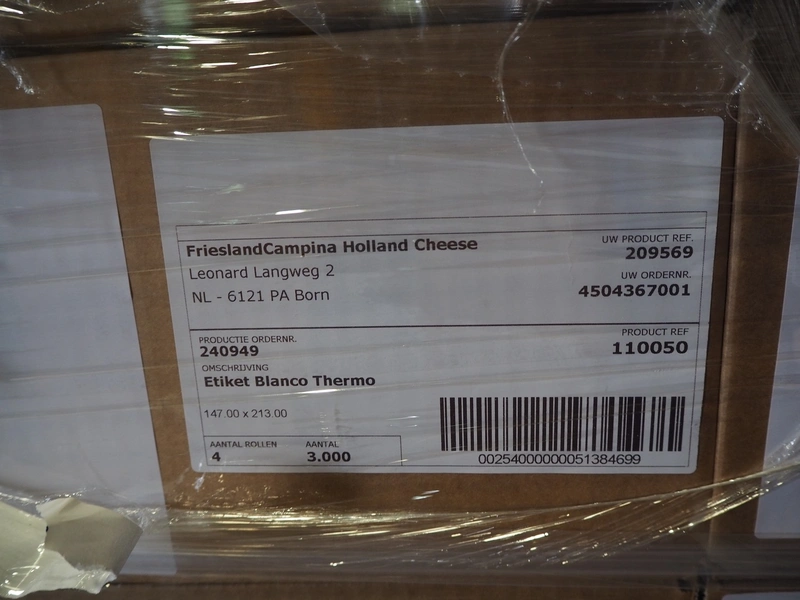 FrieslandCampina Holland Cheese
Leonard Langweg 2
NL - 6121 PA Born
UW PRODUCT REF.
209569
UW ORDERNR.
4504367001
PRODUCTIE ORDERNR.
240949
PRODUCT REF
110050
OMSCHRIJVING
Etiket Blanco Thermo
147.00 x 213.00
AANTAL ROLLEN AANTAL
4 3.000
00254000000051384699